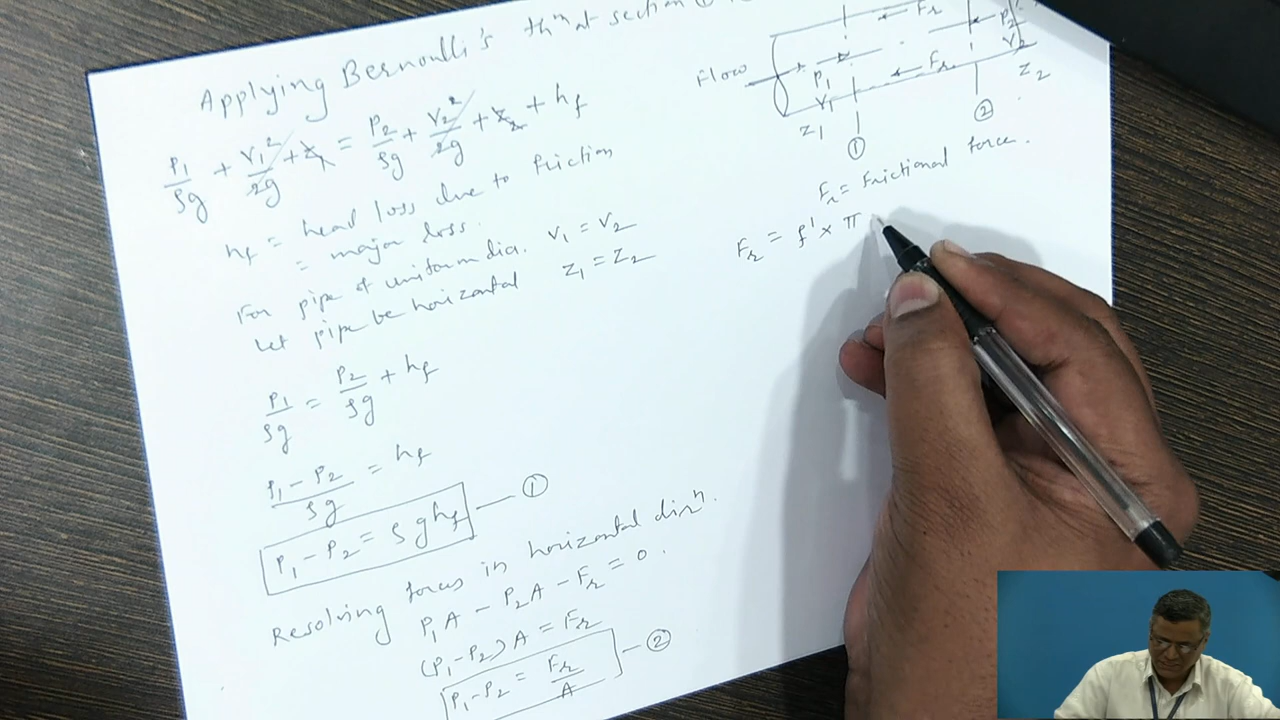 Applying Bernoulli's thm at section ①
P₁/ρg + V₁²/2g + Z₁ = P₂/ρg + V₂²/2g + Z₂ + hf
hf = head loss due to friction
= major loss.
For pipe of uniform dia. V₁ = V₂
Let pipe be horizontal Z₁ = Z₂
P₁/ρg = P₂/ρg + hf
P₁ - P₂/ρg = hf
P₁ - P₂ = ρghf — ①
Resolving forces in horizontal dirⁿ.
P₁A - P₂A - Fr = 0.
(P₁-P₂)A = Fr
P₁-P₂ = Fr/A — ②
Fr
Flow P₁ Fr P₂
V₁ V₂
Z₁ Z₂
① ②
Fr = Frictional force.
Fr = f' × π